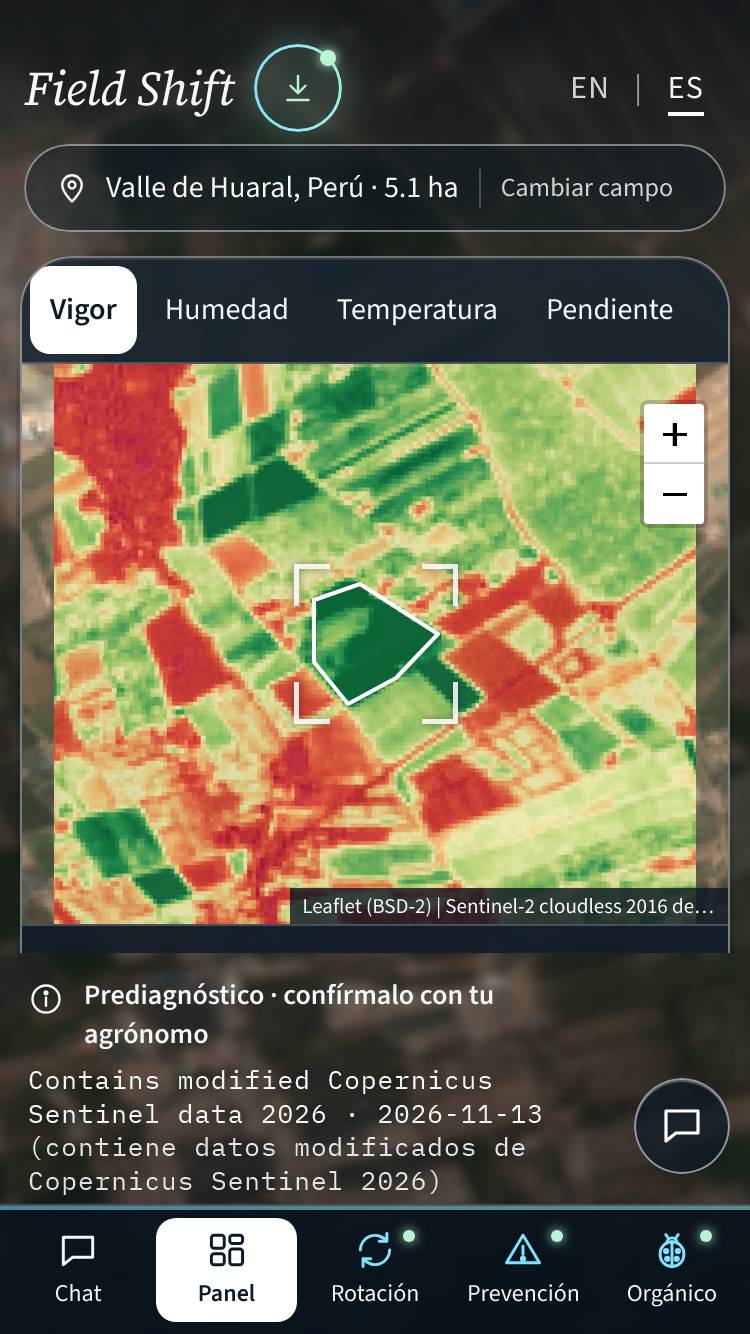 Field Shift
EN | ES
Valle de Huaral, Perú · 5.1 ha | Cambiar campo
Vigor Humedad Temperatura Pendiente
+
−
Leaflet (BSD-2) | Sentinel-2 cloudless 2016 de…
Prediagnóstico · confírmalo con tu
agrónomo
Contains modified Copernicus
Sentinel data 2026 · 2026-11-13
(contiene datos modificados de
Copernicus Sentinel 2026)
Chat Panel Rotación Prevención Orgánico